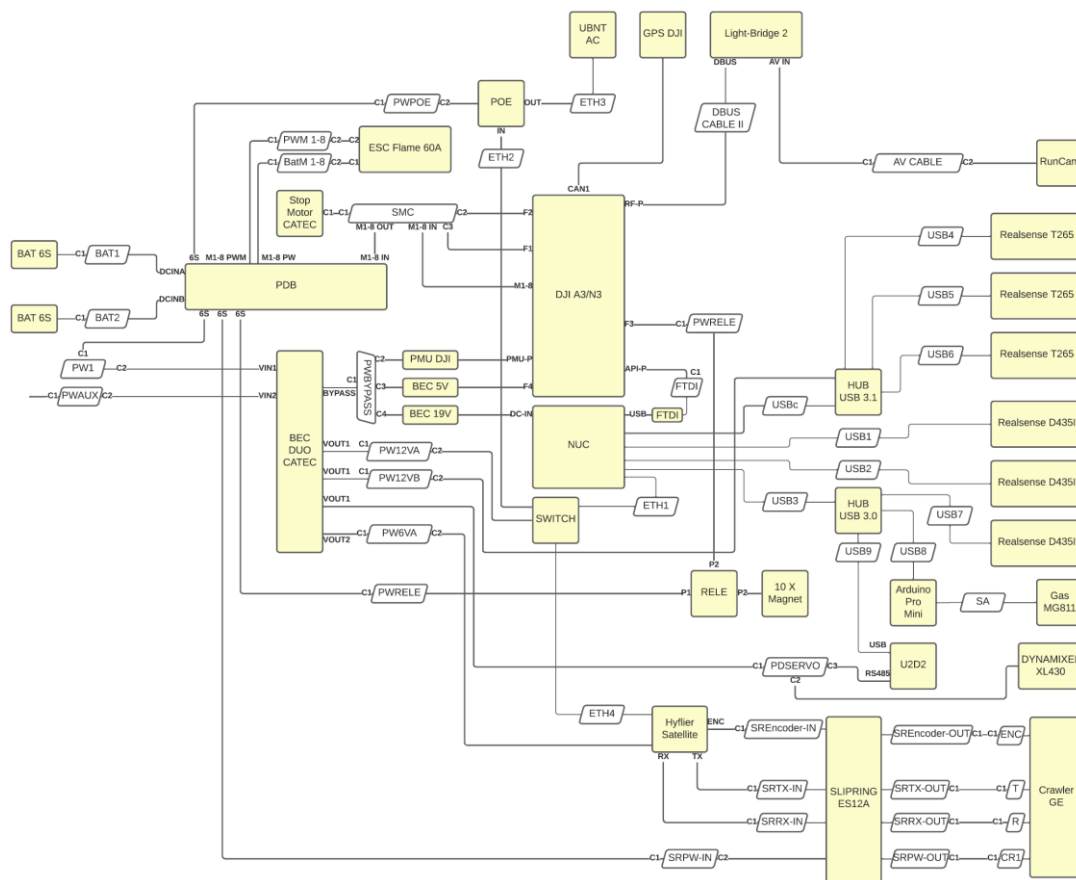 UBNT
AC
GPS DJI
Light-Bridge 2
DBUS
AV IN
C1
PWPOE
C2
POE
OUT
ETH3
IN
DBUS
CABLE II
C1
PWM 1-8
C2
C2
ESC Flame 60A
C1
BatM 1-8
C2
C1
ETH2
C1
AV CABLE
C2
RunCam
CAN1
Stop
Motor
CATEC
C1
C1
SMC
C2
F2
RF-P
M1-8 OUT
M1-8 IN
C3
F1
USB4
Realsense T265
BAT 6S
C1
BAT1
6S
M1-8 PWM
M1-8 PW
M1-8 IN
DCINA
PDB
M1-8
DJI A3/N3
USB5
Realsense T265
DCINB
BAT 6S
C1
BAT2
6S
6S
6S
F3
C1
PWRELE
USB6
Realsense T265
C1
PW1
C2
VIN1
C1
PWAUX
C2
VIN2
C1
BYPASS
PWBYPASS
C2
PMU DJI
PMU-P
C3
BEC 5V
F4
C4
BEC 19V
DC-IN
API-P
C1
FTDI
USB
FTDI
HUB
USB 3.1
USBc
BEC
DUO
CATEC
NUC
USB1
Realsense D435I
VOUT1
C1
PW12VA
C2
VOUT1
C1
PW12VB
C2
USB2
Realsense D435I
VOUT1
USB3
HUB
USB 3.0
USB7
ETH1
SWITCH
VOUT2
C1
PW6VA
C2
USB9
USB8
Realsense D435I
P2
C1
PWRELE
P1
RELE
P2
10 X
Magnet
Arduino
Pro
Mini
SA
Gas
MG811
USB
C1
PDSERVO
C3
RS485
U2D2
C2
DYNAMIXEL
XL430
ETH4
Hyflier
Satellite
ENC
RX
TX
C1
SREncoder-IN
SREncoder-OUT
C1
C1
ENC
C1
SRTX-IN
SLIPRING
ES12A
SRTX-OUT
C1
C1
T
Crawler
GE
C1
SRRX-IN
SRRX-OUT
C1
C1
R
C1
SRPW-IN
C2
SRPW-OUT
C1
C1
CR1